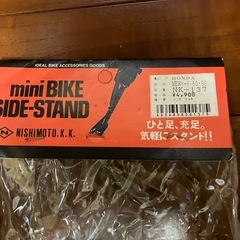 IDEAL BIKE ACCESSORIES GOODS
mini BIKE
SIDE-STAND
NISHIMOTO.K.K.
HONDA
NK-137
¥4,900
ひと足、充足。
気軽にスタンド!!